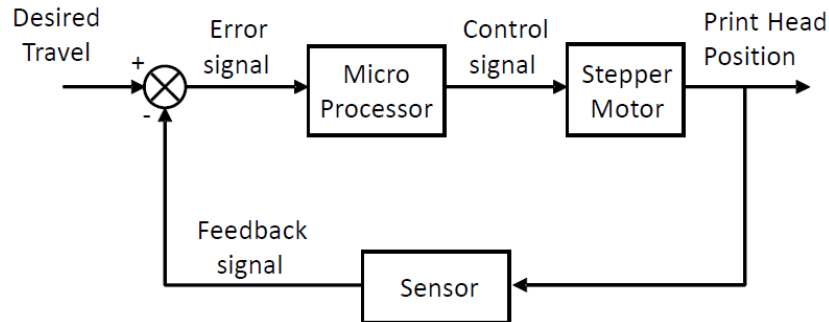 Desired
Travel
+
-
Error
signal
Micro
Processor
Control
signal
Stepper
Motor
Print Head
Position
Feedback
signal
Sensor